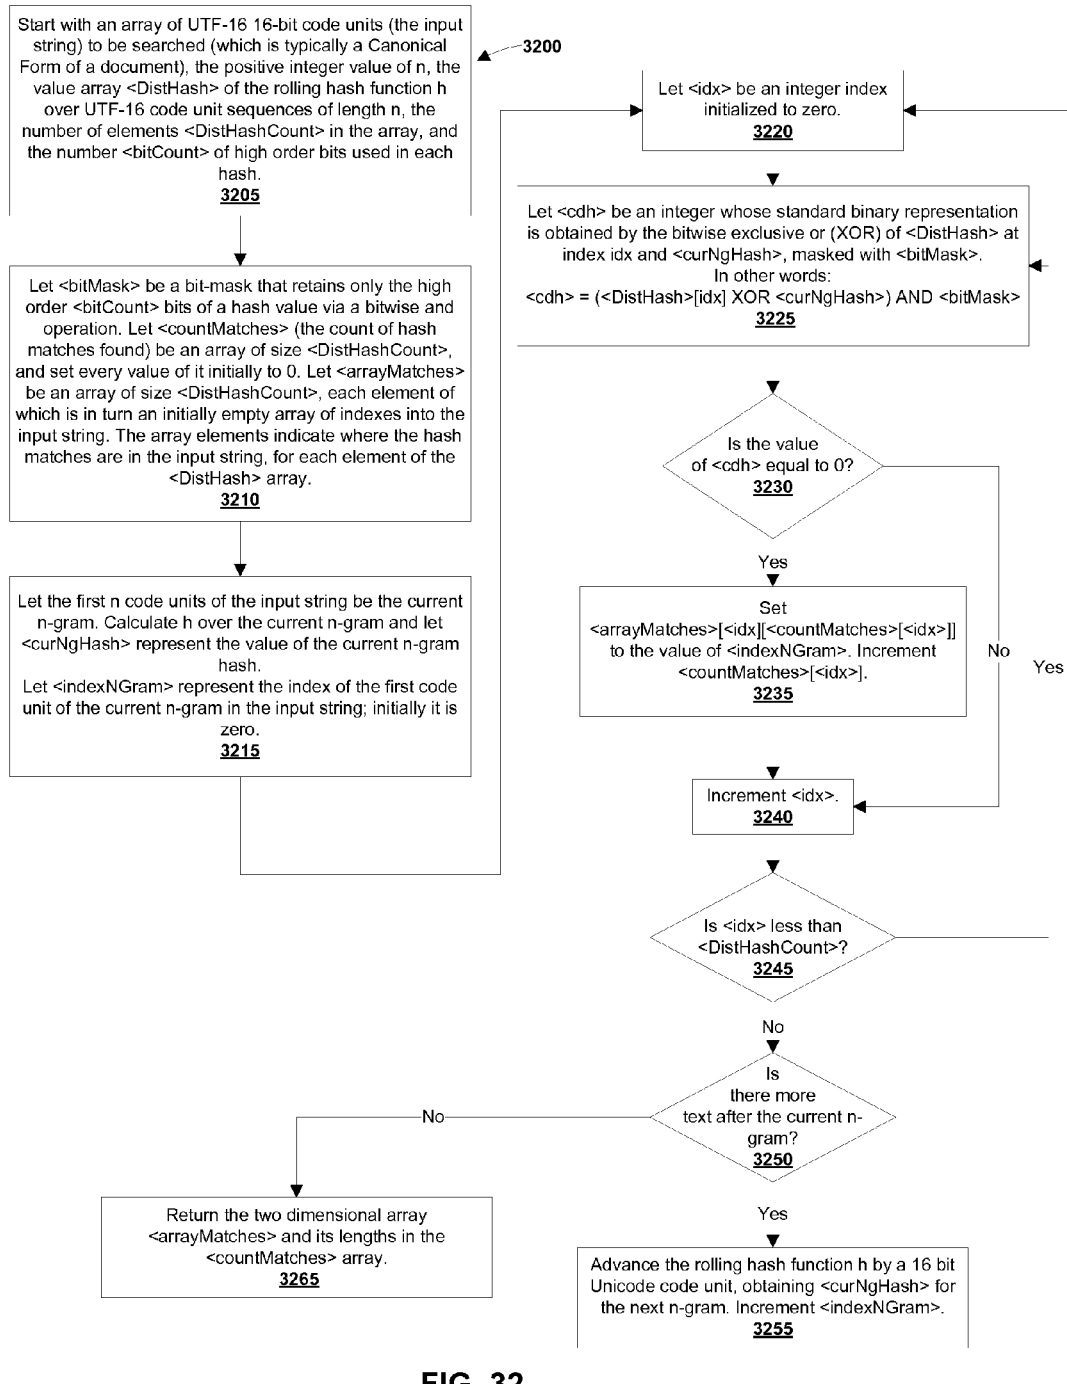 Start with an array of UTF-16 16-bit code units (the input
string) to be searched (which is typically a Canonical
Form of a document), the positive integer value of n, the
value array <DistHash> of the rolling hash function h
over UTF-16 code unit sequences of length n, the
number of elements <DistHashCount> in the array, and
the number <bitCount> of high order bits used in each
hash.
3205
3200
Let <bitMask> be a bit-mask that retains only the high
order <bitCount> bits of a hash value via a bitwise and
operation. Let <countMatches> (the count of hash
matches found) be an array of size <DistHashCount>,
and set every value of it initially to 0. Let <arrayMatches>
be an array of size <DistHashCount>, each element of
which is in turn an initially empty array of indexes into the
input string. The array elements indicate where the hash
matches are in the input string, for each element of the
<DistHash> array.
3210
Let the first n code units of the input string be the current
n-gram. Calculate h over the current n-gram and let
<curNgHash> represent the value of the current n-gram
hash.
Let <indexNGram> represent the index of the first code
unit of the current n-gram in the input string; initially it is
zero.
3215
Let <idx> be an integer index
initialized to zero.
3220
Let <cdh> be an integer whose standard binary representation
is obtained by the bitwise exclusive or (XOR) of <DistHash> at
index idx and <curNgHash>, masked with <bitMask>.
In other words:
<cdh> = (<DistHash>[idx] XOR <curNgHash>) AND <bitMask>
3225
Is the value
of <cdh> equal to 0?
3230
Yes
Set
<arrayMatches>[<idx][<countMatches>[<idx>]]
to the value of <indexNGram>. Increment
<countMatches>[<idx>].
3235
No
Yes
Increment <idx>.
3240
Is <idx> less than
<DistHashCount>?
3245
No
Is
there more
text after the current n-
gram?
3250
No
Return the two dimensional array
<arrayMatches> and its lengths in the
<countMatches> array.
3265
Yes
Advance the rolling hash function h by a 16 bit
Unicode code unit, obtaining <curNgHash> for
the next n-gram. Increment <indexNGram>.
3255
FIG. 32